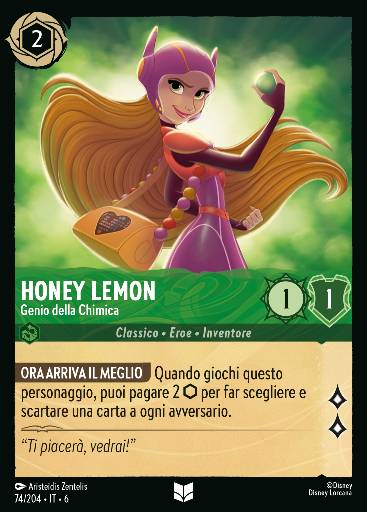 2
HONEY LEMON
Genio della Chimica
1
1
Classico • Eroe • Inventore
ORA ARRIVA IL MEGLIO Quando giochi questo
personaggio, puoi pagare 2 per far scegliere e
scartare una carta a ogni avversario.
“Ti piacerà, vedrai!”
Aristeidis Zentelis
74/204 • IT • 6
©Disney
Disney Lorcana